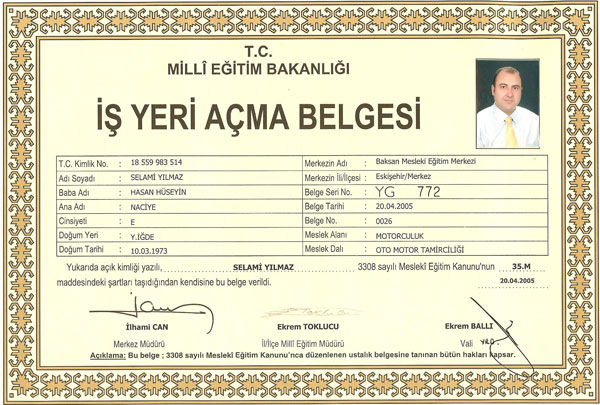 T.C.
MİLLÎ EĞİTİM BAKANLIĞI
İŞ YERİ AÇMA BELGESİ
T.C. Kimlik No. : 18 559 983 514
Adı Soyadı : SELAMİ YILMAZ
Baba Adı : HASAN HÜSEYİN
Ana Adı : NACİYE
Cinsiyeti : E
Doğum Yeri : Y.İĞDE
Doğum Tarihi : 10.03.1973
Merkezin Adı : Baksan Mesleki Eğitim Merkezi
Merkezin İli/İlçesi : Eskişehir/Merkez
Belge Seri No. : YG 772
Belge Tarihi : 20.04.2005
Belge No. : 0026
Meslek Alanı : MOTORCULUK
Meslek Dalı : OTO MOTOR TAMİRCİLİĞİ
Yukarıda açık kimliği yazılı, SELAMİ YILMAZ 3308 sayılı Meslekî Eğitim Kanunu'nun 35.M
maddesindeki şartları taşıdığından kendisine bu belge verildi. 20.04.2005
İlhami CAN
Merkez Müdürü
Ekrem TOKLUCU
İl/İlçe Millî Eğitim Müdürü
Ekrem BALLI
Vali
Açıklama: Bu belge ; 3308 sayılı Meslekî Eğitim Kanunu'nca düzenlenen ustalık belgesine tanınan bütün hakları kapsar.